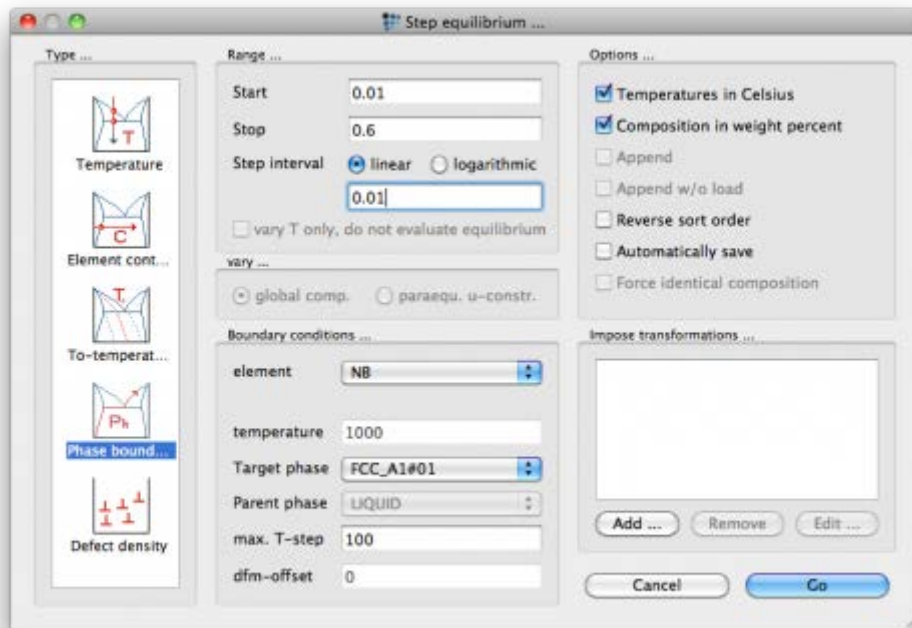 Step equilibrium ...
Type ...
T
Temperature
C
Element cont...
T₀
To-temperat...
Ph
Phase bound...
Defect density
Range ...
Start 0.01
Stop 0.6
Step interval linear logarithmic
0.01
vary T only, do not evaluate equilibrium
vary ...
global comp. paraequ. u-constr.
Boundary conditions ...
element NB
temperature 1000
Target phase FCC_A1#01
Parent phase LIQUID
max. T-step 100
dfm-offset 0
Options ...
Temperatures in Celsius
Composition in weight percent
Append
Append w/o load
Reverse sort order
Automatically save
Force identical composition
Impose transformations ...
Add ... Remove Edit ...
Cancel Go